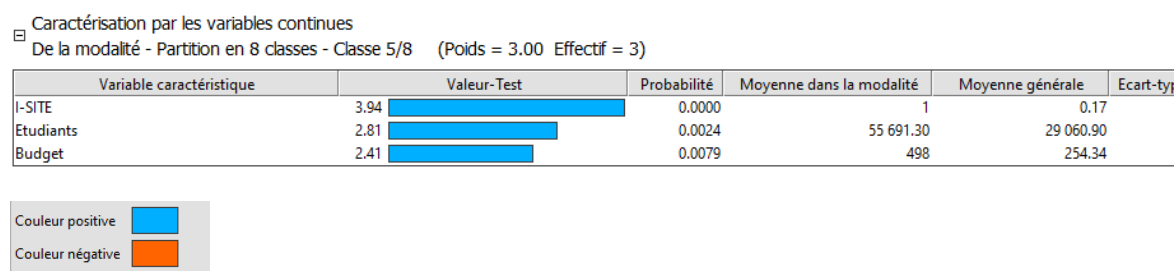 Caractérisation par les variables continues
De la modalité - Partition en 8 classes - Classe 5/8 (Poids = 3.00 Effectif = 3)
Variable caractéristique Valeur-Test Probabilité Moyenne dans la modalité Moyenne générale Ecart-typ
I-SITE 3.94 0.0000 1 0.17
Etudiants 2.81 0.0024 55 691.30 29 060.90
Budget 2.41 0.0079 498 254.34
Couleur positive
Couleur négative